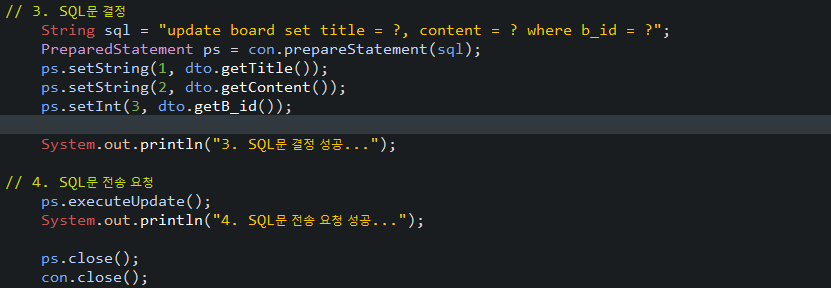 // 3. SQL문 결정
String sql = "update board set title = ?, content = ? where b_id = ?";
PreparedStatement ps = con.prepareStatement(sql);
ps.setString(1, dto.getTitle());
ps.setString(2, dto.getContent());
ps.setInt(3, dto.getB_id());
System.out.println("3. SQL문 결정 성공...");
// 4. SQL문 전송 요청
ps.executeUpdate();
System.out.println("4. SQL문 전송 요청 성공...");
ps.close();
con.close();